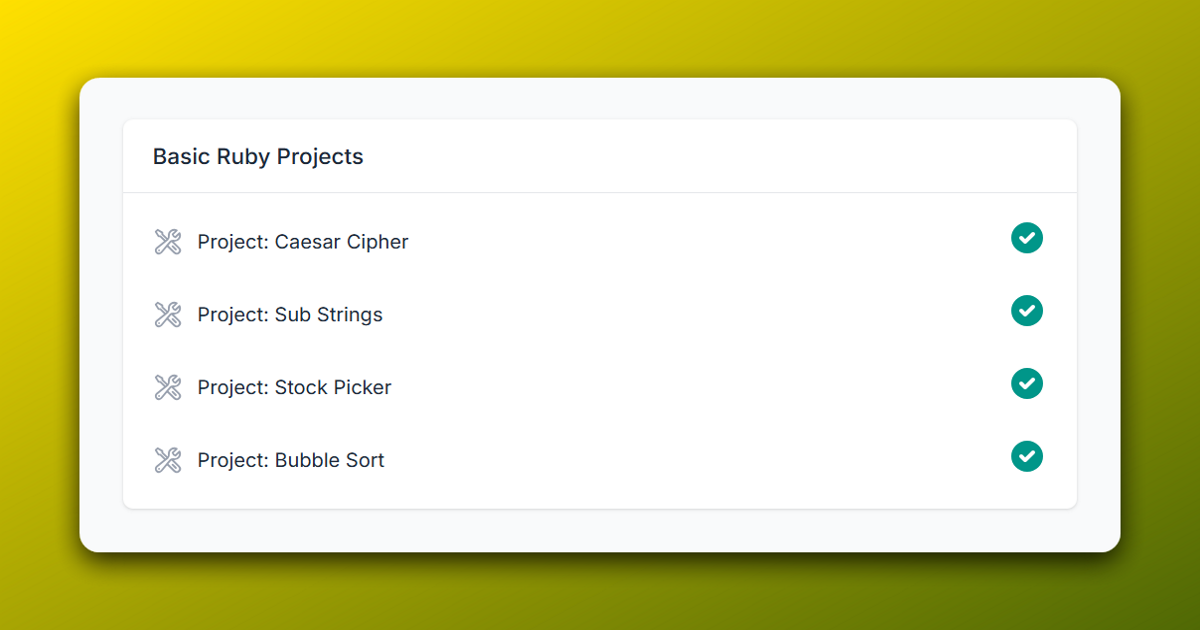 Basic Ruby Projects
Project: Caesar Cipher
Project: Sub Strings
Project: Stock Picker
Project: Bubble Sort